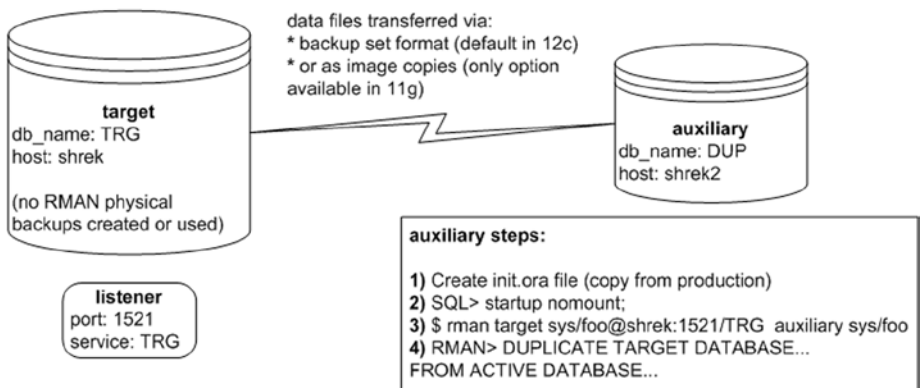 data files transferred via:
* backup set format (default in 12c)
* or as image copies (only option
available in 11g)
target
db_name: TRG
host: shrek
(no RMAN physical
backups created or used)
auxiliary
db_name: DUP
host: shrek2
listener
port: 1521
service: TRG
auxiliary steps:
1) Create init.ora file (copy from production)
2) SQL> startup nomount;
3) $ rman target sys/foo@shrek:1521/TRG auxiliary sys/foo
4) RMAN> DUPLICATE TARGET DATABASE...
FROM ACTIVE DATABASE...